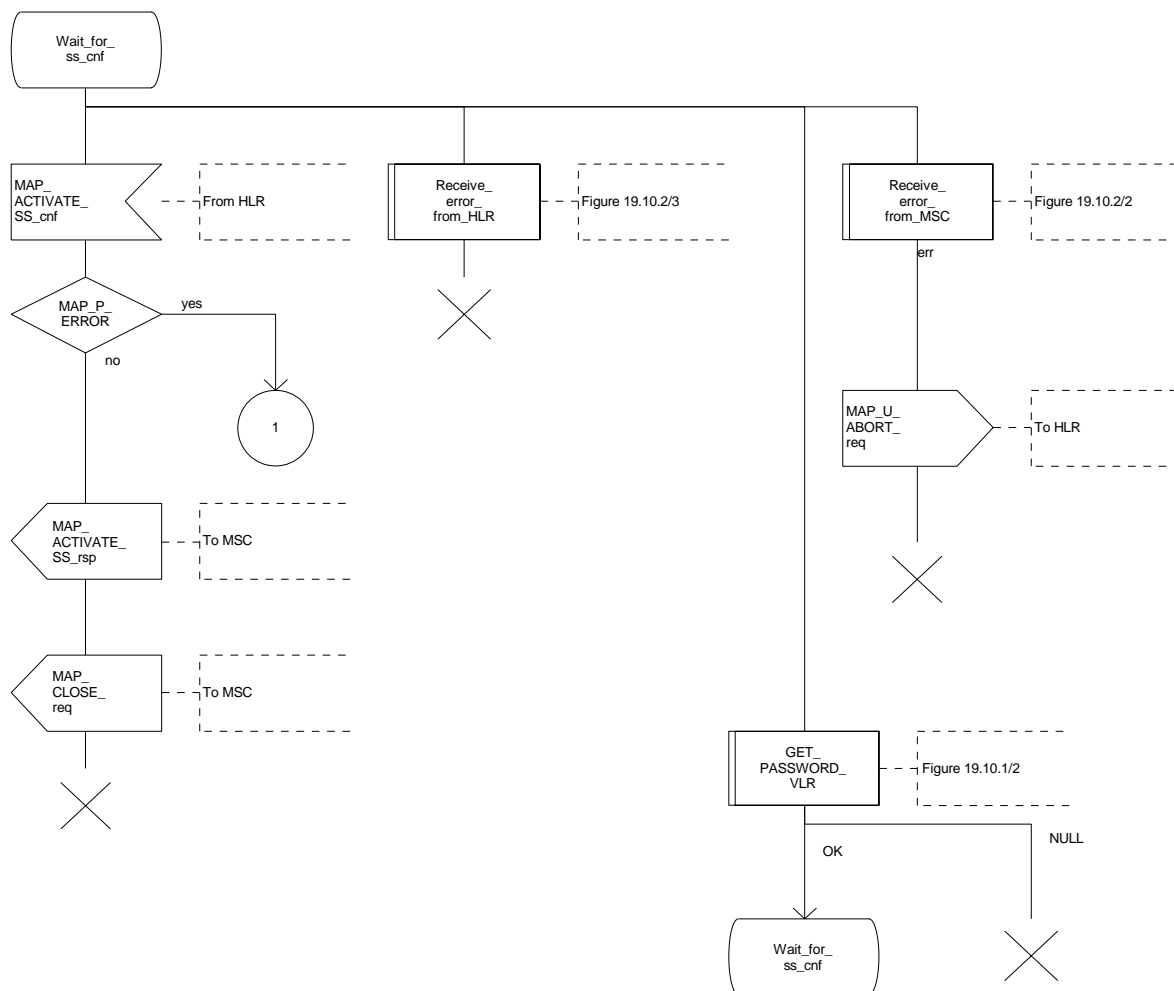 Wait_for_
ss_cnf
MAP_
ACTIVATE_
SS_cnf
From HLR
Receive_
error_
from_HLR
Figure 19.10.2/3
Receive_
error_
from_MSC
Figure 19.10.2/2
err
MAP_P_
ERROR
yes
no
1
MAP_U_
ABORT_
req
To HLR
MAP_
ACTIVATE_
SS_rsp
To MSC
MAP_
CLOSE_
req
To MSC
GET_
PASSWORD_
VLR
Figure 19.10.1/2
OK
NULL
Wait_for_
ss_cnf